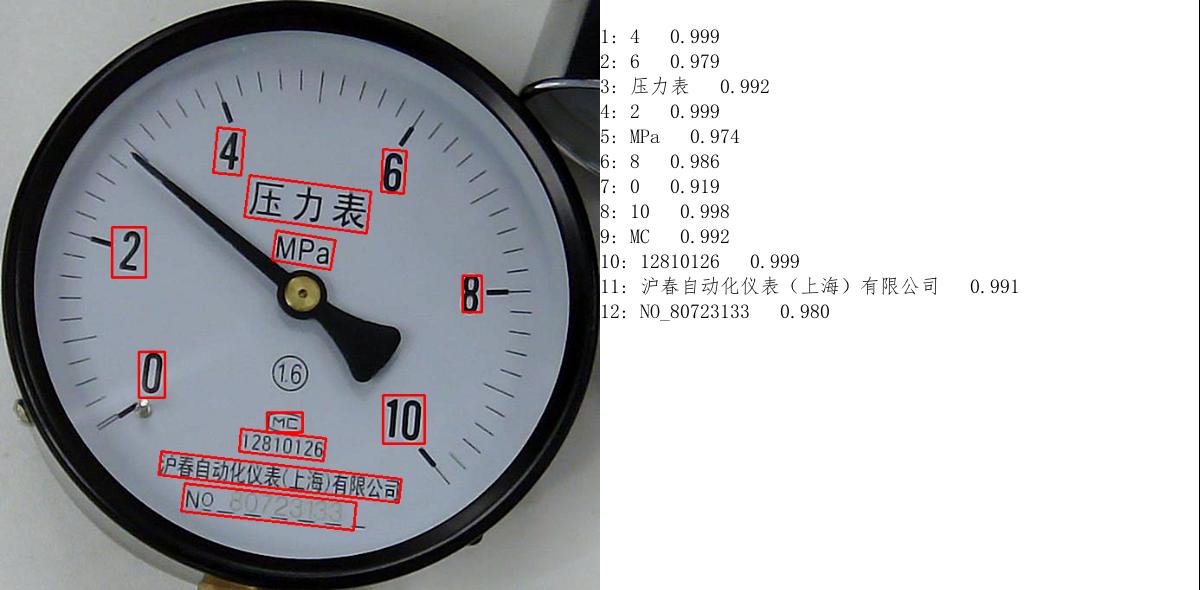 4
6
压力表
2
MPa
8
0
1.6
10
MC
12810126
沪春自动化仪表(上海)有限公司
No 80723133
1: 4 0.999
2: 6 0.979
3: 压力表 0.992
4: 2 0.999
5: MPa 0.974
6: 8 0.986
7: 0 0.919
8: 10 0.998
9: MC 0.992
10: 12810126 0.999
11: 沪春自动化仪表（上海）有限公司 0.991
12: NO_80723133 0.980